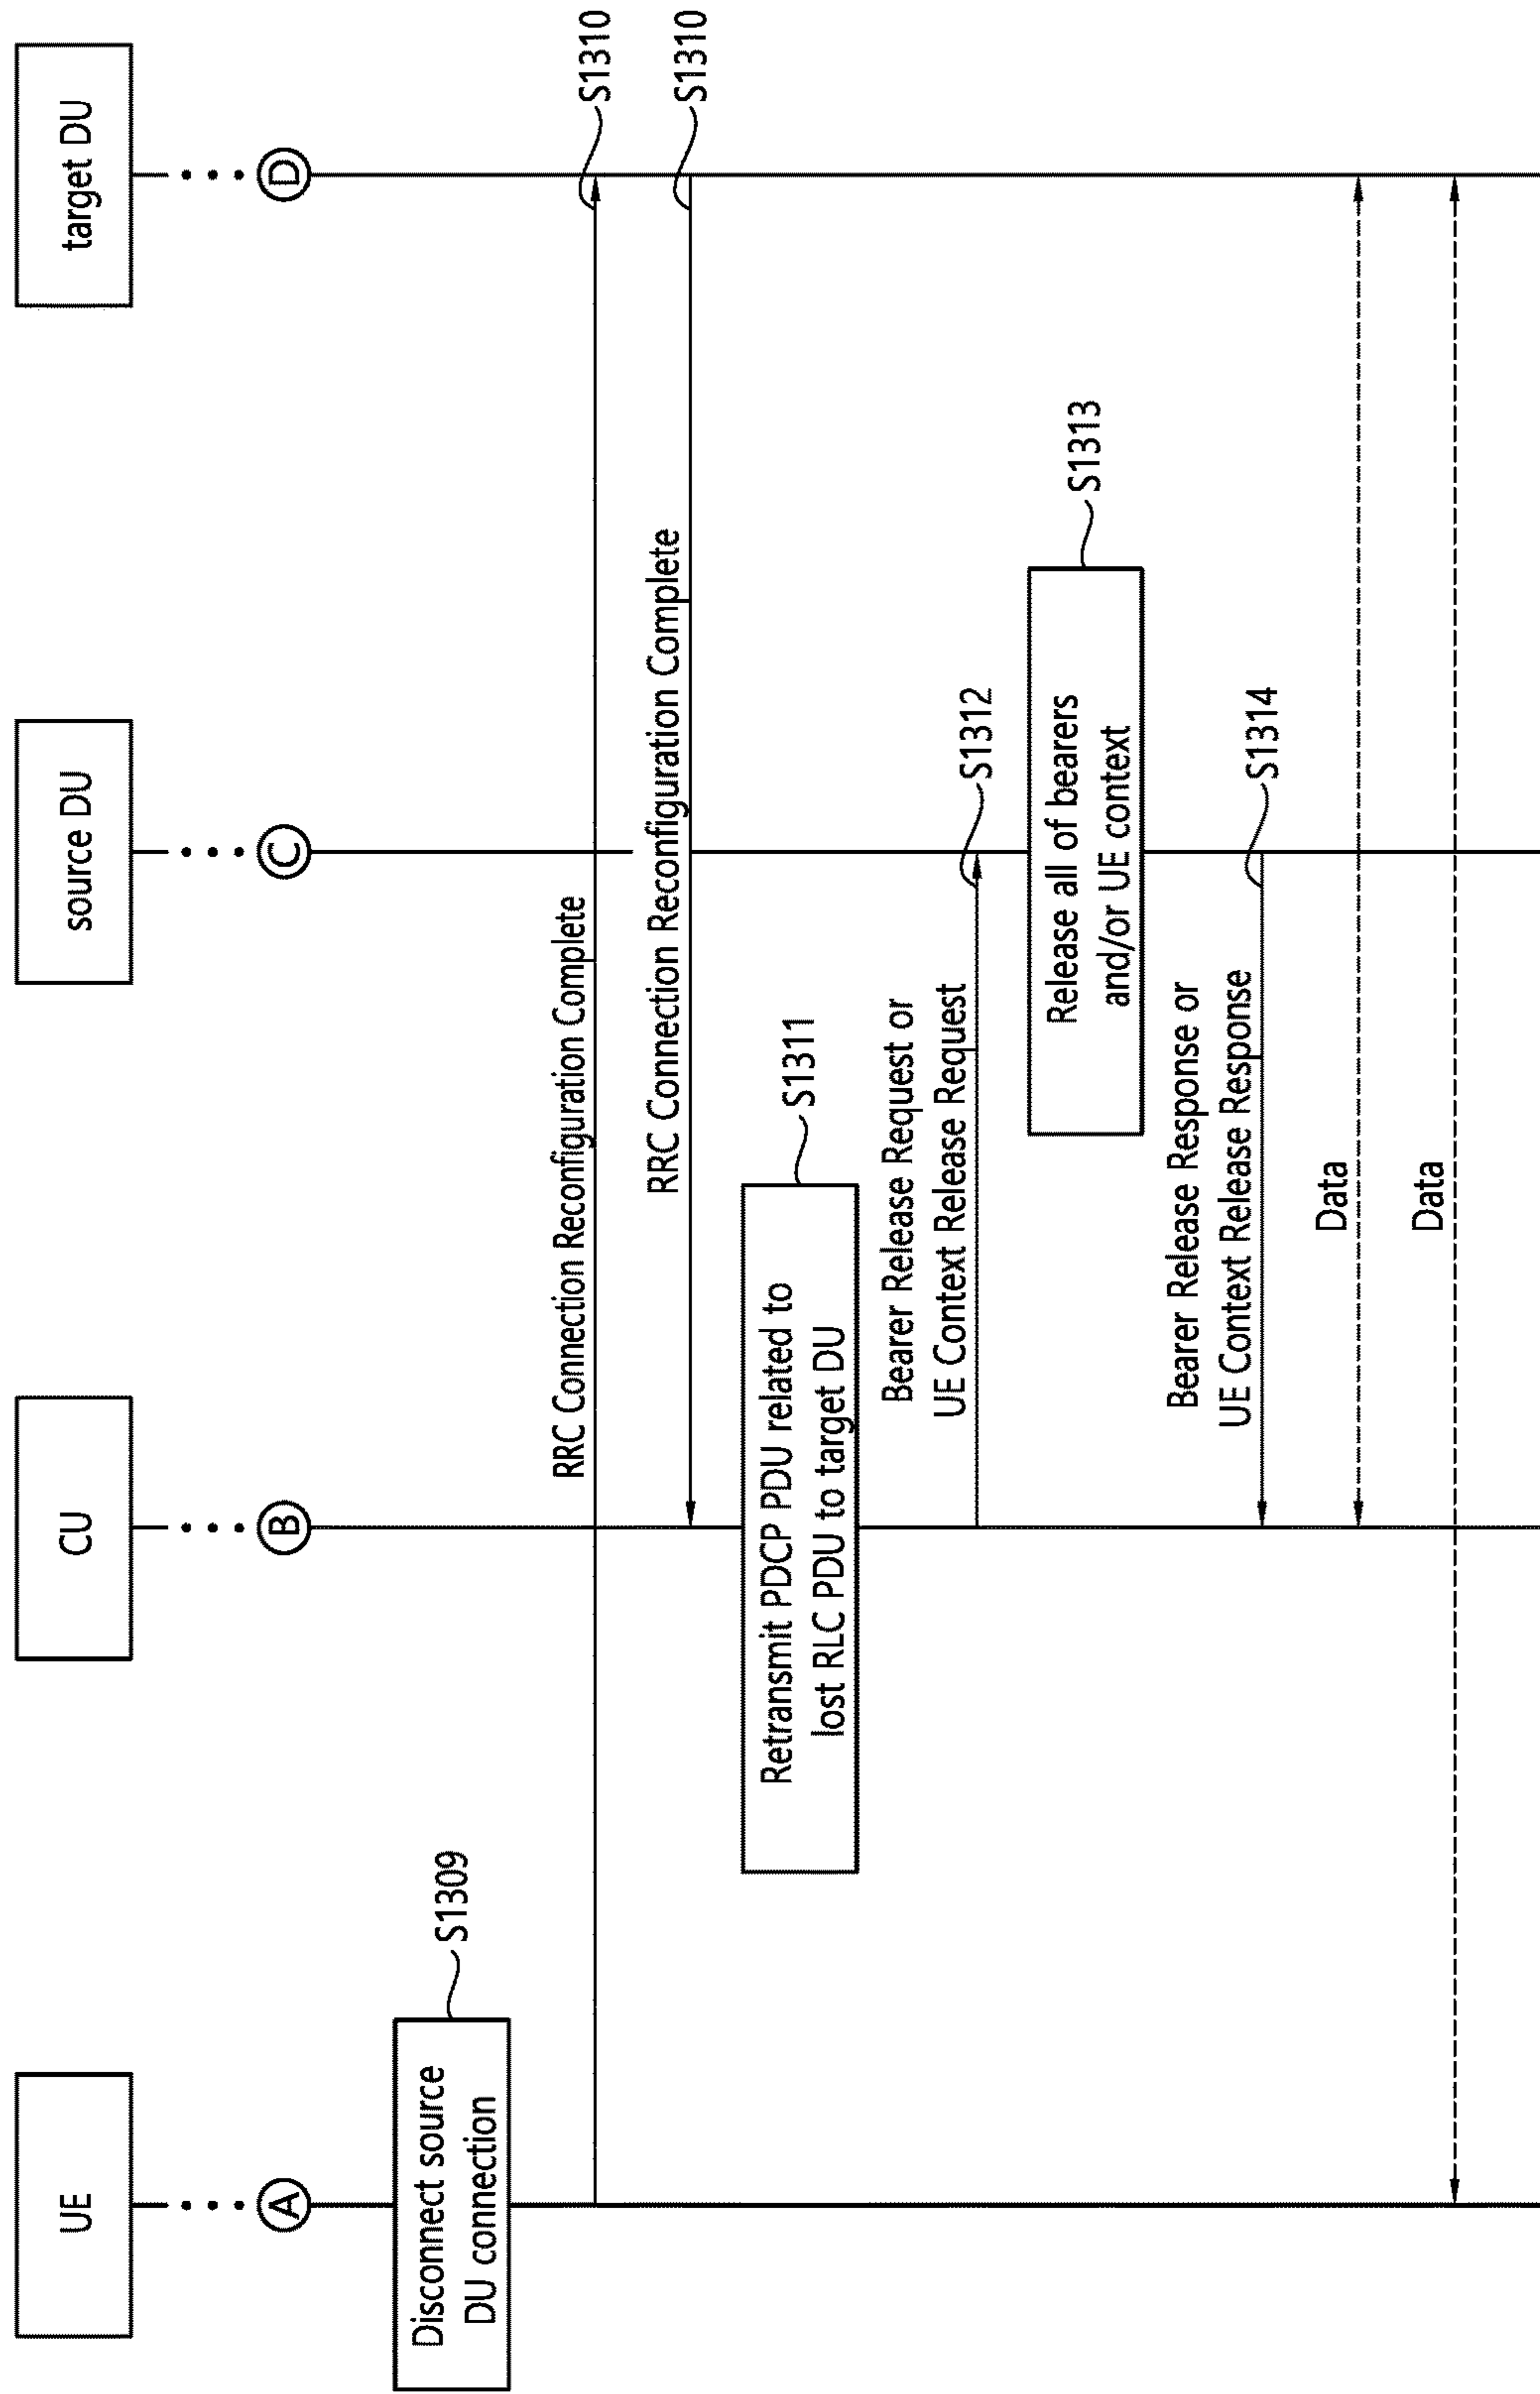 UE
CU
source DU
target DU
A
B
C
D
Disconnect source
DU connection
S1309
RRC Connection Reconfiguration Complete
S1310
RRC Connection Reconfiguration Complete
S1310
Retransmit PDCP PDU related to
lost RLC PDU to target DU
S1311
Bearer Release Request or
UE Context Release Request
S1312
Release all of bearers
and/or UE context
S1313
Bearer Release Response or
UE Context Release Response
S1314
Data
Data